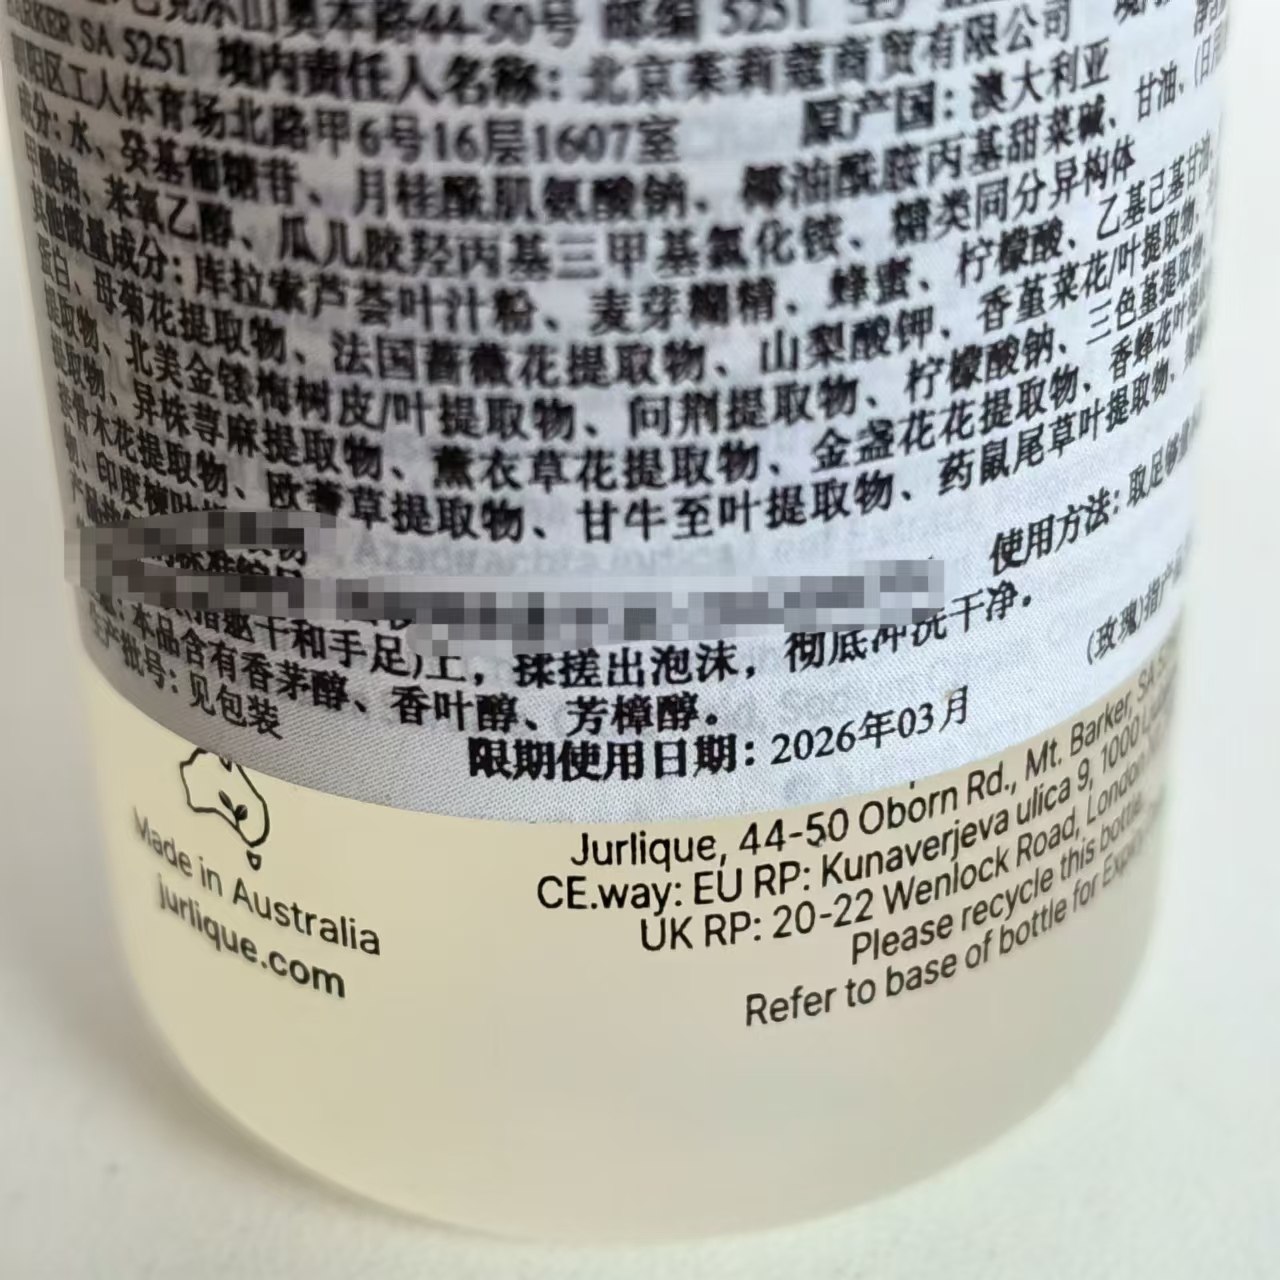 44-50号 邮编 5251
BARKER SA 5251 境内责任人名称：北京茱莉蔻商贸有限公司
朝阳区工人体育场北路甲6号16层1607室 原产国：澳大利亚
成分：水、癸基葡糖苷、月桂酰肌氨酸钠、椰油酰胺丙基甜菜碱、甘油、
甲酸钠、苯氧乙醇、瓜儿胶羟丙基三甲基氯化铵、糖类同分异构体
其他微量成分：库拉索芦荟叶汁粉、麦芽糊精、蜂蜜、柠檬酸、乙基己基甘油、
蛋白、母菊花提取物、法国蔷薇花提取物、山梨酸钾、香堇菜花/叶提取物、
提取物、北美金缕梅树皮/叶提取物、问荆提取物、柠檬酸钠、三色堇提取物、
提取物、异株荨麻提取物、薰衣草花提取物、金盏花花提取物、香蜂花叶提
花提取物、欧蓍草提取物、甘牛至叶提取物、药鼠尾草叶提取物、
物、印度楝叶 使用方法：取足够量
躯干和手足)上，揉搓出泡沫，彻底冲洗干净。
：本品含有香茅醇、香叶醇、芳樟醇。 (玫瑰)
生产批号：见包装
限期使用日期：2026年03月
Made in Australia
jurlique.com
Jurlique, 44-50 Oborn Rd., Mt. Barker, SA
CE.way: EU RP: Kunaverjeva ulica 9, 1000
UK RP: 20-22 Wenlock Road, London
Please recycle this bottle.
Refer to base of bottle for